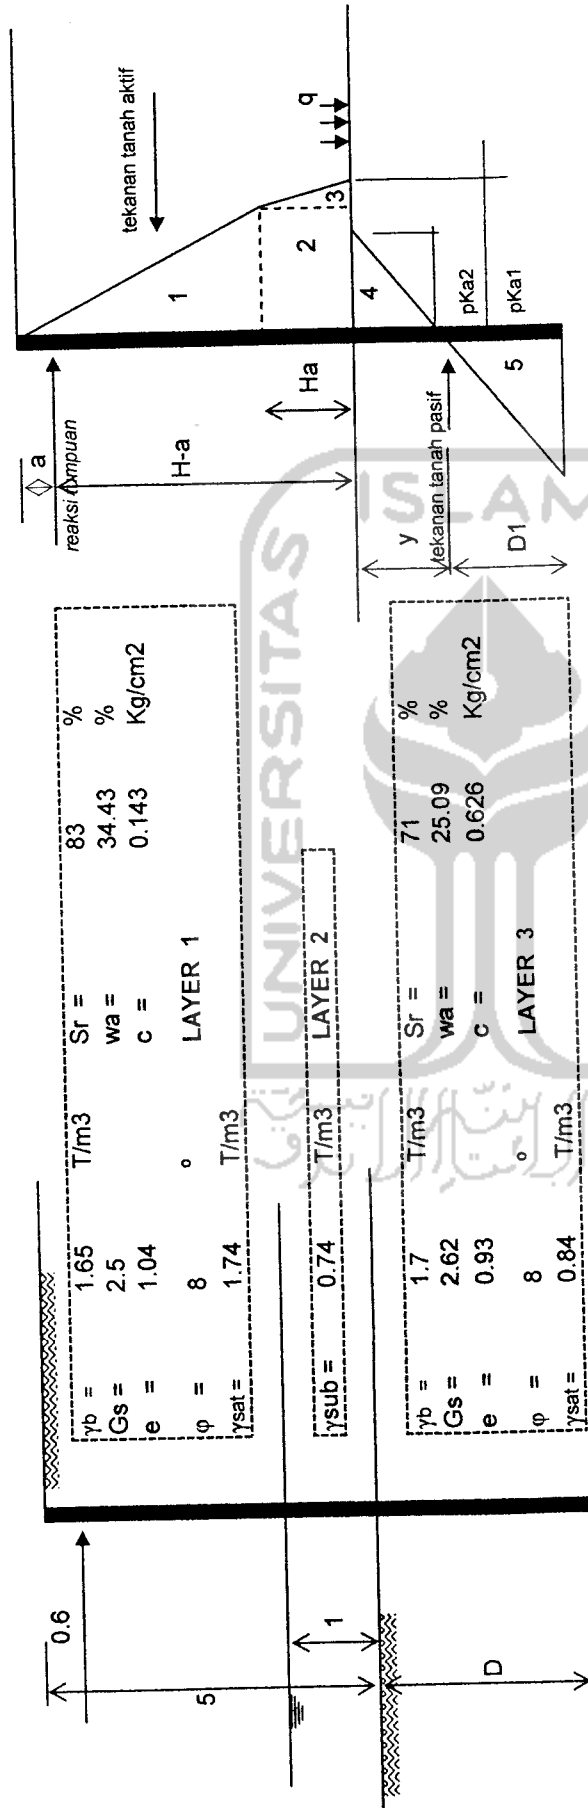 0.6
5
1
D
γb = 1.65 T/m3 Sr = 83 %
Gs = 2.5 wa = 34.43 %
e = 1.04 c = 0.143 Kg/cm2
φ = 8 ° LAYER 1
γsat = 1.74 T/m3
γsub = 0.74 T/m3 LAYER 2
γb = 1.7 T/m3 Sr = 71 %
Gs = 2.62 wa = 25.09 %
e = 0.93 c = 0.626 Kg/cm2
φ = 8 ° LAYER 3
γsat = 0.84 T/m3
a
reaksi tumpuan
H-a
Ha
y
tekanan tanah pasif
D1
tekanan tanah aktif
1
2
3
q
4
pKa2
pKa1
5
UNIVERSITAS
ISLAM